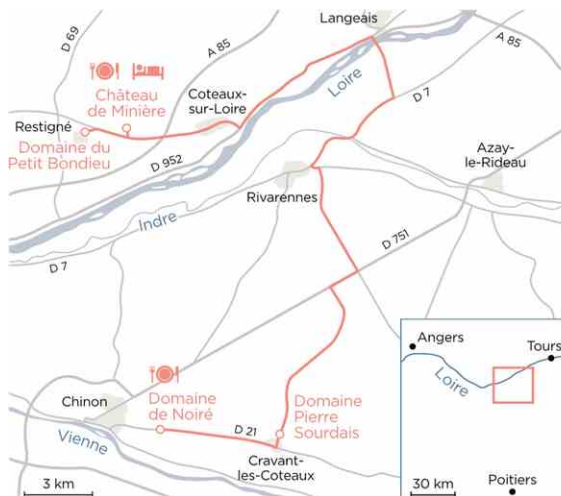 Langeais
D 69
A 85
A 85
Château
de Minière
Coteaux-
sur-Loire
Loire
D 7
Restigné
Domaine du
Petit Bondieu
D 952
Azay-
le-Rideau
Rivarennes
Indre
D 7
D 751
Angers
Tours
Loire
Chinon
Domaine
de Noiré
Domaine
Pierre
Sourdais
D 21
Vienne
Cravant-
les-Coteaux
3 km
30 km
Poitiers